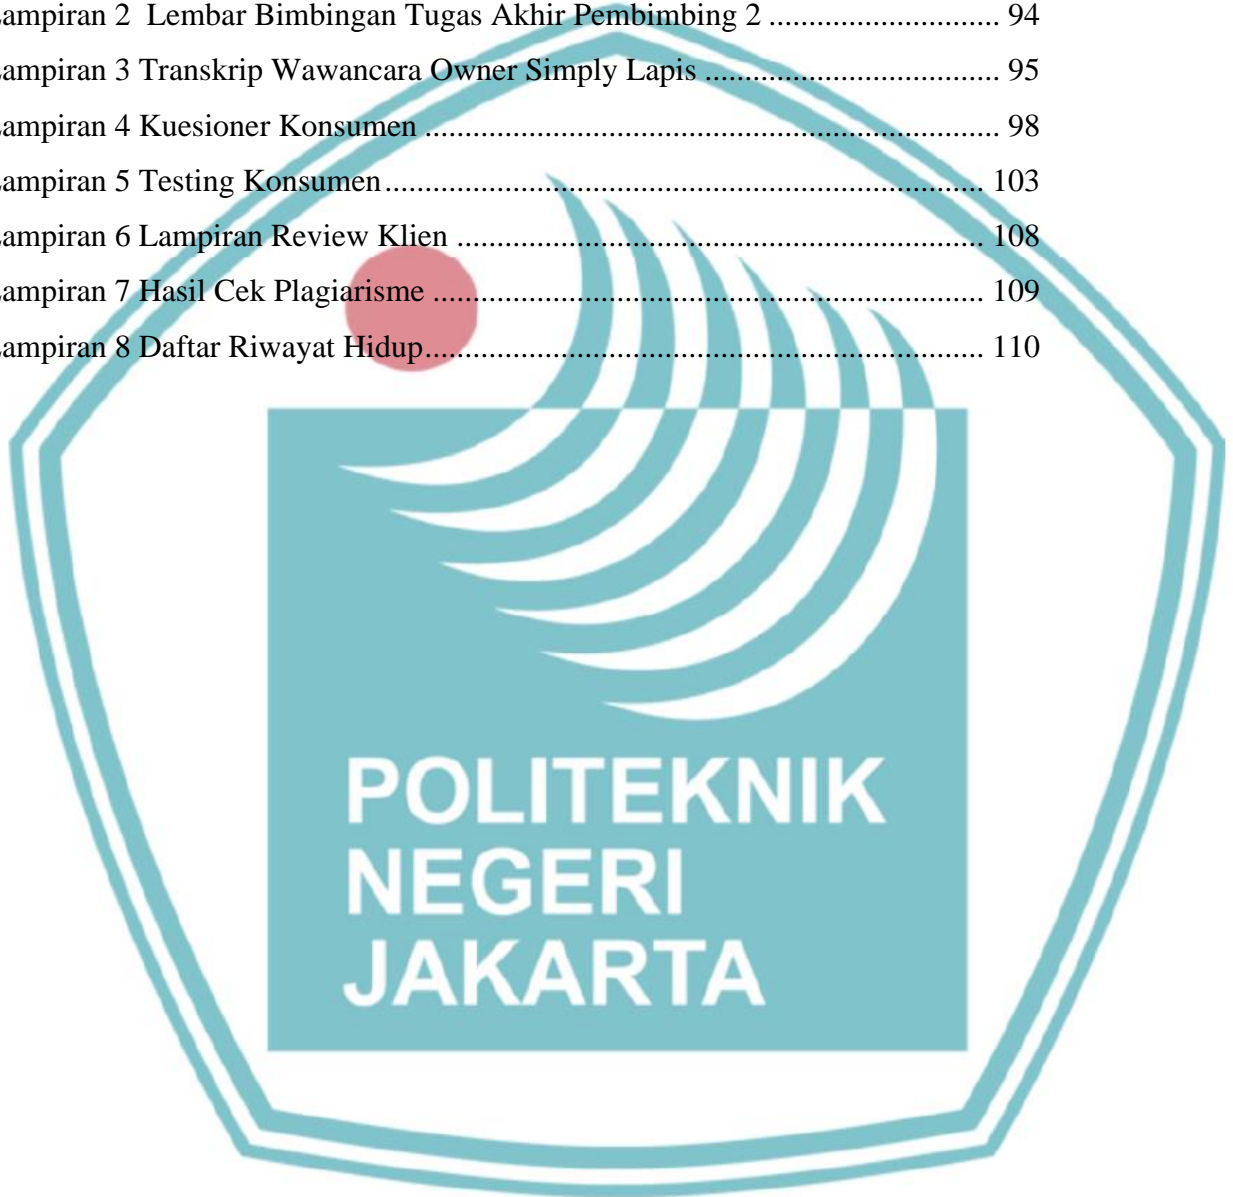 ampiran 2  Lembar Bimbingan Tugas Akhir Pembimbing 2 ............................. 94
ampiran 3 Transkrip Wawancara Owner Simply Lapis ..................................... 95
ampiran 4 Kuesioner Konsumen ........................................................................ 98
ampiran 5 Testing Konsumen........................................................................... 103
ampiran 6 Lampiran Review Klien .................................................................. 108
ampiran 7 Hasil Cek Plagiarisme ..................................................................... 109
ampiran 8 Daftar Riwayat Hidup...................................................................... 110
POLITEKNIK
NEGERI
JAKARTA